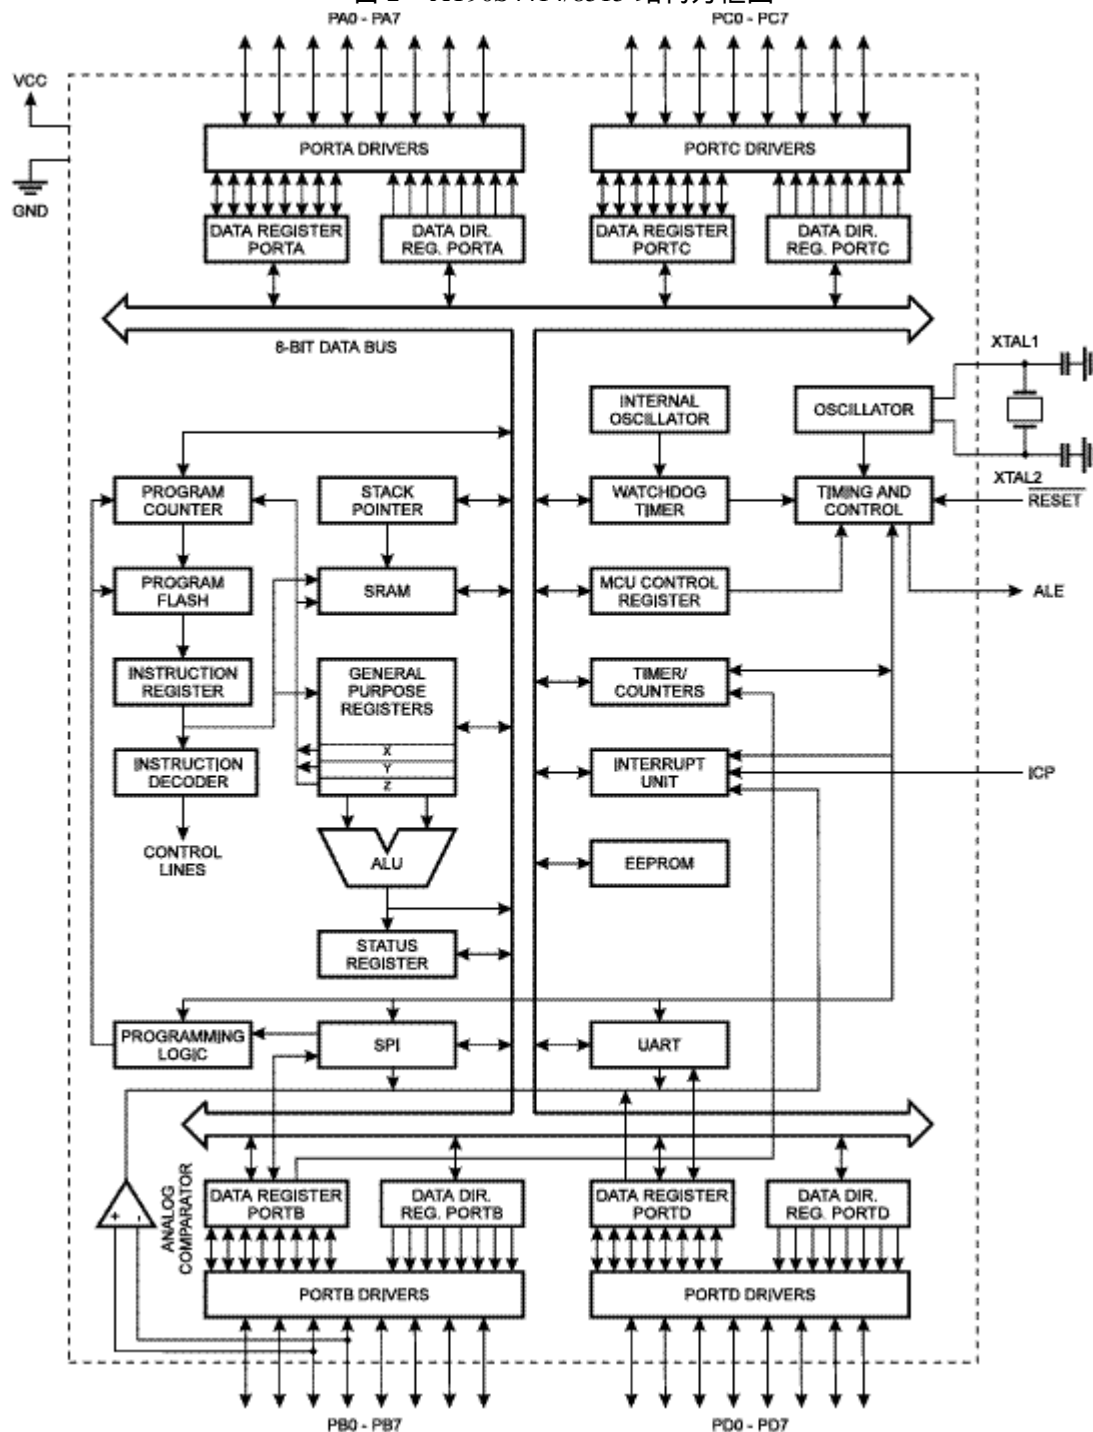 PA0 - PA7
PC0 - PC7
VCC
GND
PORTA DRIVERS
PORTC DRIVERS
DATA REGISTER
PORTA
DATA DIR.
REG. PORTA
DATA REGISTER
PORTC
DATA DIR.
REG. PORTC
8-BIT DATA BUS
XTAL1
INTERNAL
OSCILLATOR
OSCILLATOR
XTAL2
RESET
PROGRAM
COUNTER
STACK
POINTER
WATCHDOG
TIMER
TIMING AND
CONTROL
PROGRAM
FLASH
SRAM
MCU CONTROL
REGISTER
ALE
INSTRUCTION
REGISTER
GENERAL
PURPOSE
REGISTERS
X
Y
Z
TIMER/
COUNTERS
INSTRUCTION
DECODER
INTERRUPT
UNIT
ICP
CONTROL
LINES
ALU
EEPROM
STATUS
REGISTER
PROGRAMMING
LOGIC
SPI
UART
ANALOG
COMPARATOR
+
-
DATA REGISTER
PORTB
DATA DIR.
REG. PORTB
DATA REGISTER
PORTD
DATA DIR.
REG. PORTD
PORTB DRIVERS
PORTD DRIVERS
PB0 - PB7
PD0 - PD7